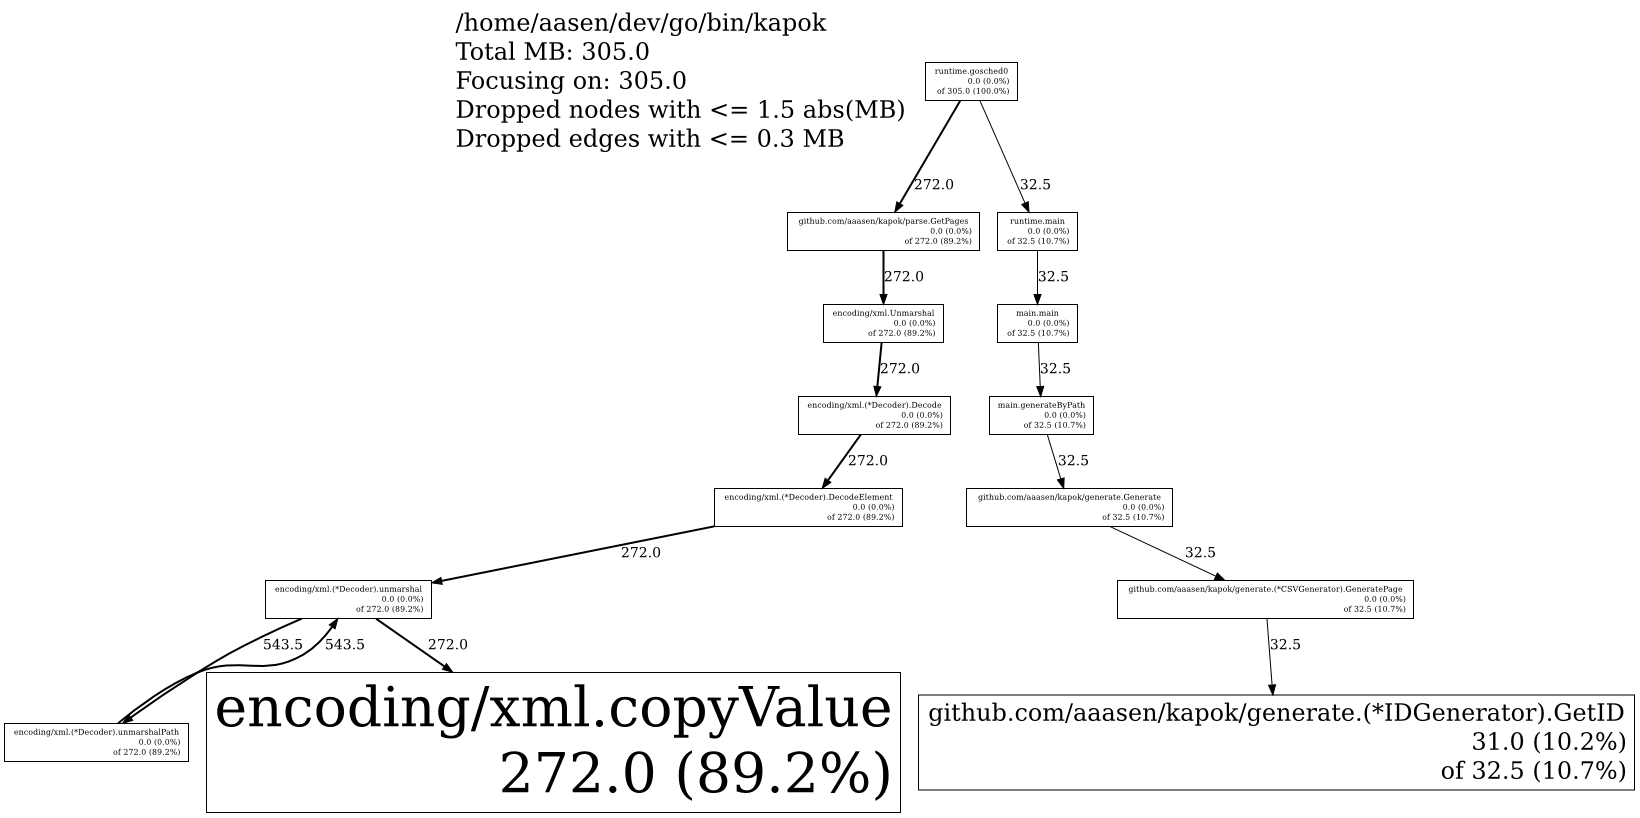 /home/aasen/dev/go/bin/kapok
Total MB: 305.0
Focusing on: 305.0
Dropped nodes with <= 1.5 abs(MB)
Dropped edges with <= 0.3 MB
runtime.gosched0
0.0 (0.0%)
of 305.0 (100.0%)
272.0
32.5
github.com/aaasen/kapok/parse.GetPages
0.0 (0.0%)
of 272.0 (89.2%)
runtime.main
0.0 (0.0%)
of 32.5 (10.7%)
272.0
32.5
encoding/xml.Unmarshal
0.0 (0.0%)
of 272.0 (89.2%)
main.main
0.0 (0.0%)
of 32.5 (10.7%)
272.0
32.5
encoding/xml.(*Decoder).Decode
0.0 (0.0%)
of 272.0 (89.2%)
main.generateByPath
0.0 (0.0%)
of 32.5 (10.7%)
272.0
32.5
encoding/xml.(*Decoder).DecodeElement
0.0 (0.0%)
of 272.0 (89.2%)
github.com/aaasen/kapok/generate.Generate
0.0 (0.0%)
of 32.5 (10.7%)
272.0
32.5
encoding/xml.(*Decoder).unmarshal
0.0 (0.0%)
of 272.0 (89.2%)
github.com/aaasen/kapok/generate.(*CSVGenerator).GeneratePage
0.0 (0.0%)
of 32.5 (10.7%)
543.5
543.5
272.0
32.5
encoding/xml.(*Decoder).unmarshalPath
0.0 (0.0%)
of 272.0 (89.2%)
encoding/xml.copyValue
272.0 (89.2%)
github.com/aaasen/kapok/generate.(*IDGenerator).GetID
31.0 (10.2%)
of 32.5 (10.7%)